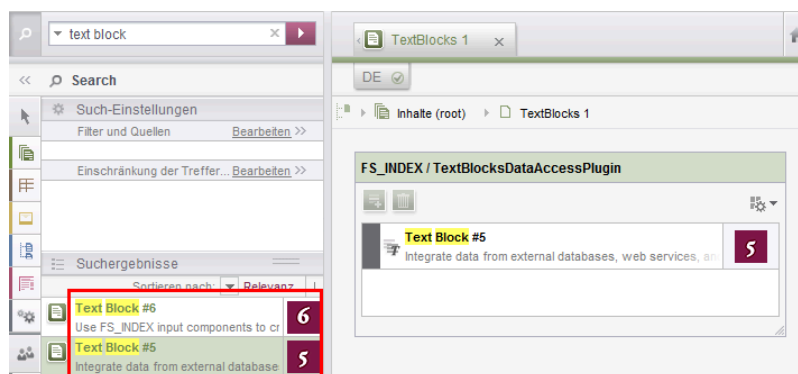 text block
Search
Such-Einstellungen
Filter und Quellen Bearbeiten >>
Einschränkung der Treffer... Bearbeiten >>
Suchergebnisse
Sortieren nach: Relevanz
Text Block #6
Use FS_INDEX input components to cr
6
Text Block #5
Integrate data from external database
5
TextBlocks 1
DE
Inhalte (root) TextBlocks 1
FS_INDEX / TextBlocksDataAccessPlugin
Text Block #5
Integrate data from external databases, web services,
5